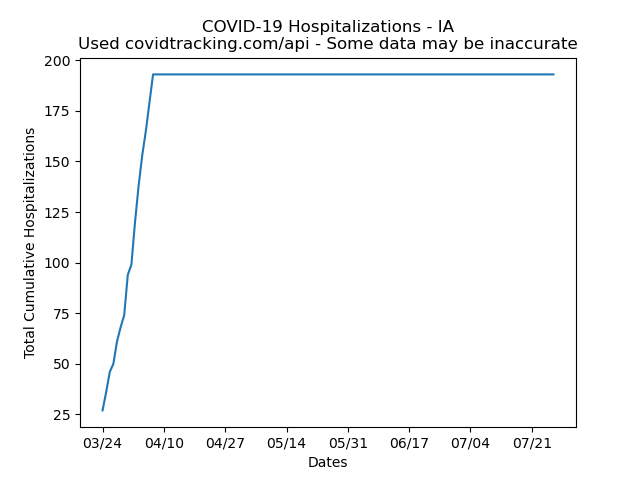 COVID-19 Hospitalizations - IA
Used covidtracking.com/api - Some data may be inaccurate
Total Cumulative Hospitalizations
200
175
150
125
100
75
50
25
03/24 04/10 04/27 05/14 05/31 06/17 07/04 07/21
Dates